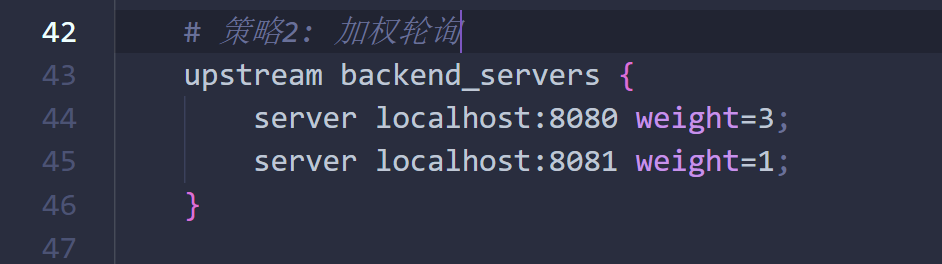 42 # 策略2: 加权轮询
43 upstream backend_servers {
44 server localhost:8080 weight=3;
45 server localhost:8081 weight=1;
46 }
47